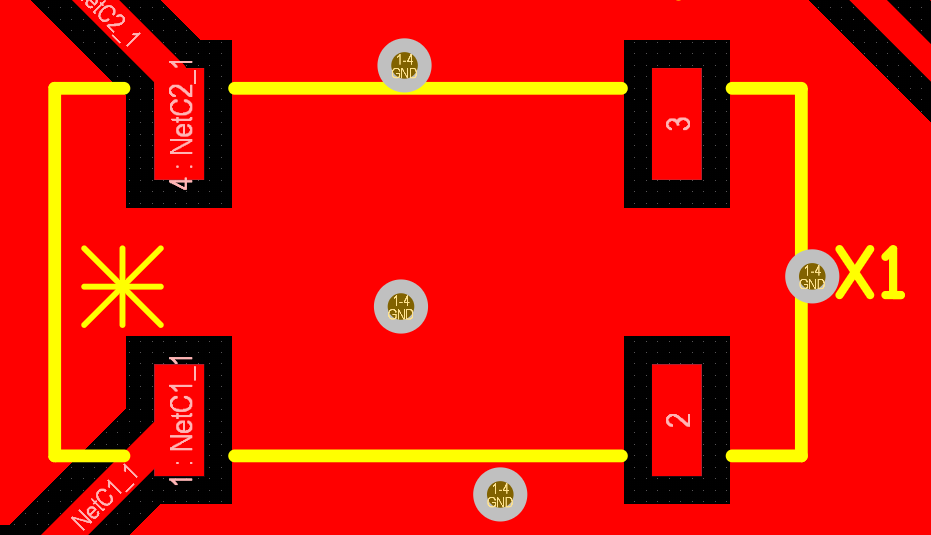 NetC2_1
4 : NetC2_1
1-4
GND
3
1-4
GND
X1
1-4
GND
1 : NetC1_1
2
NetC1_1
1-4
GND